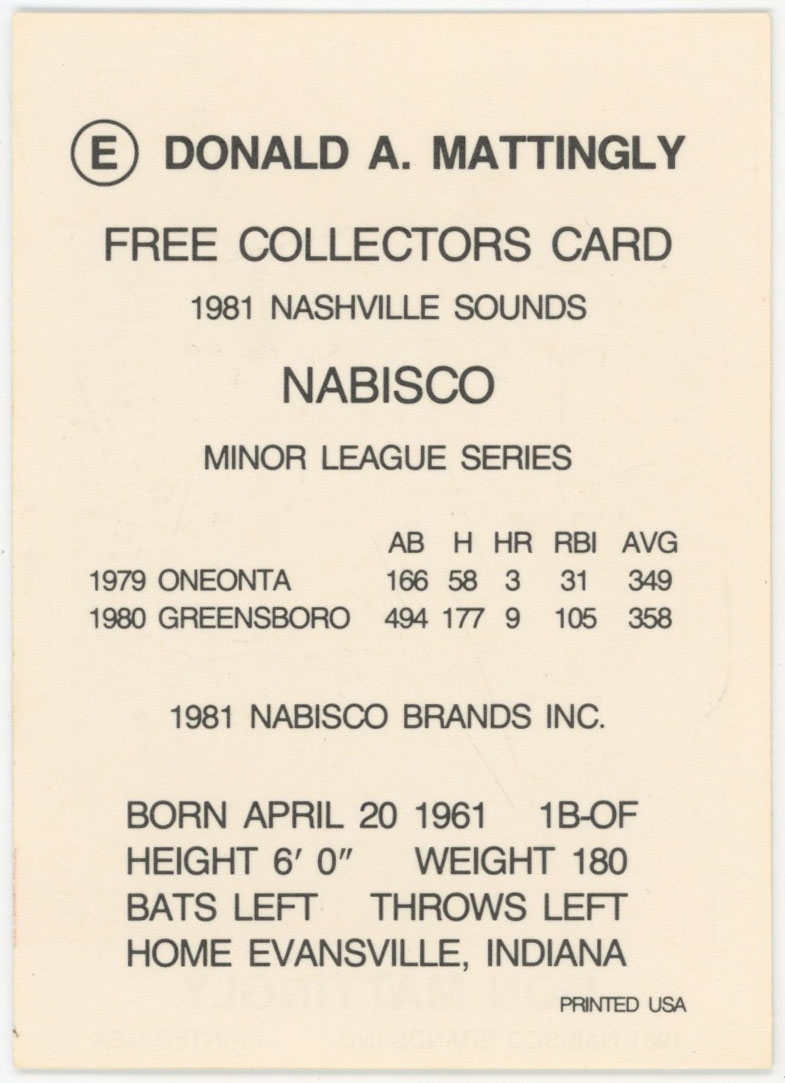 Ⓔ DONALD A. MATTINGLY
FREE COLLECTORS CARD
1981 NASHVILLE SOUNDS
NABISCO
MINOR LEAGUE SERIES
AB H HR RBI AVG
1979 ONEONTA 166 58 3 31 349
1980 GREENSBORO 494 177 9 105 358
1981 NABISCO BRANDS INC.
BORN APRIL 20 1961 1B-OF
HEIGHT 6' 0" WEIGHT 180
BATS LEFT THROWS LEFT
HOME EVANSVILLE, INDIANA
PRINTED USA